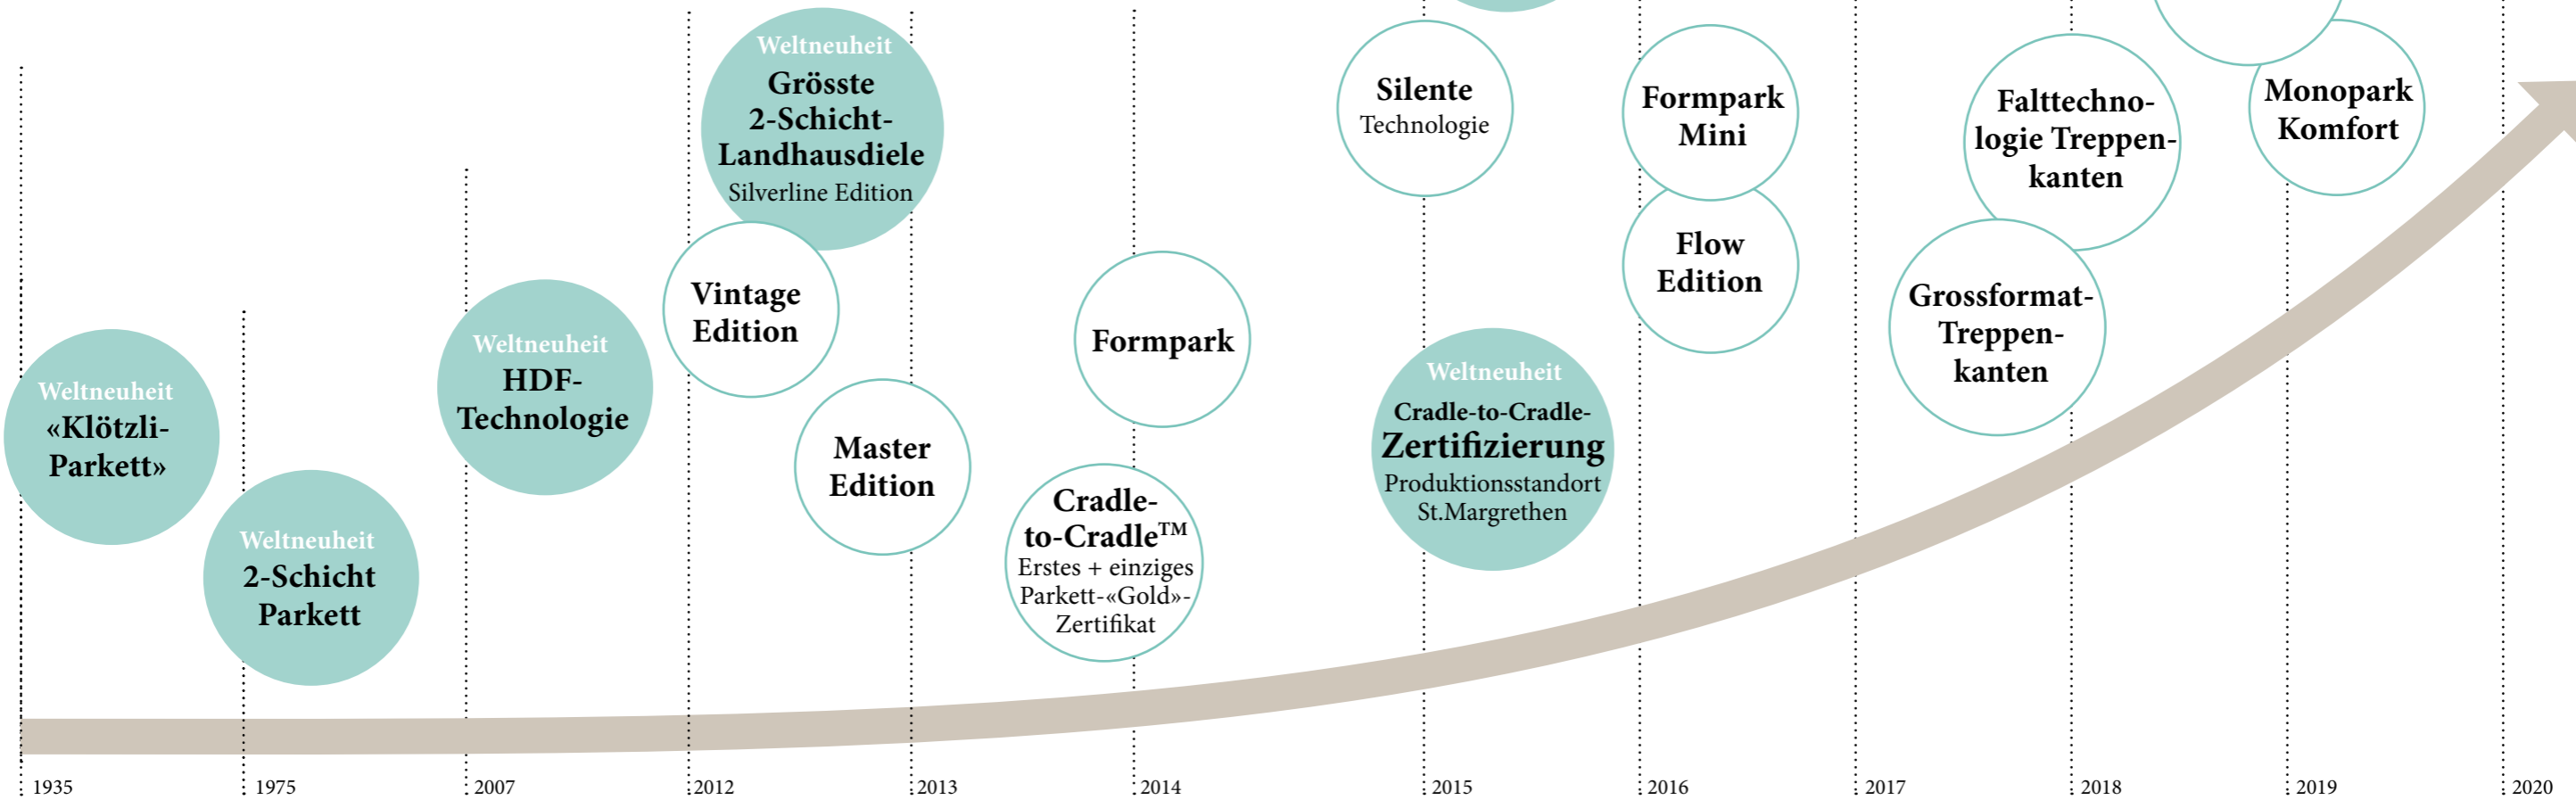 Weltneuheit
«Klötzli-
Parkett»
Weltneuheit
2-Schicht
Parkett
Weltneuheit
HDF-
Technologie
Weltneuheit
Grösste
2-Schicht-
Landhausdiele
Silverline Edition
Vintage
Edition
Master
Edition
Formpark
Cradle-
to-Cradle™
Erstes + einziges
Parkett-«Gold»-
Zertifikat
Silente
Technologie
Weltneuheit
Cradle-to-Cradle-
Zertifizierung
Produktionsstandort
St.Margrethen
Formpark
Mini
Flow
Edition
Falttechno-
logie Treppen-
kanten
Grossformat-
Treppen-
kanten
Monopark
Komfort
1935
1975
2007
2012
2013
2014
2015
2016
2017
2018
2019
2020